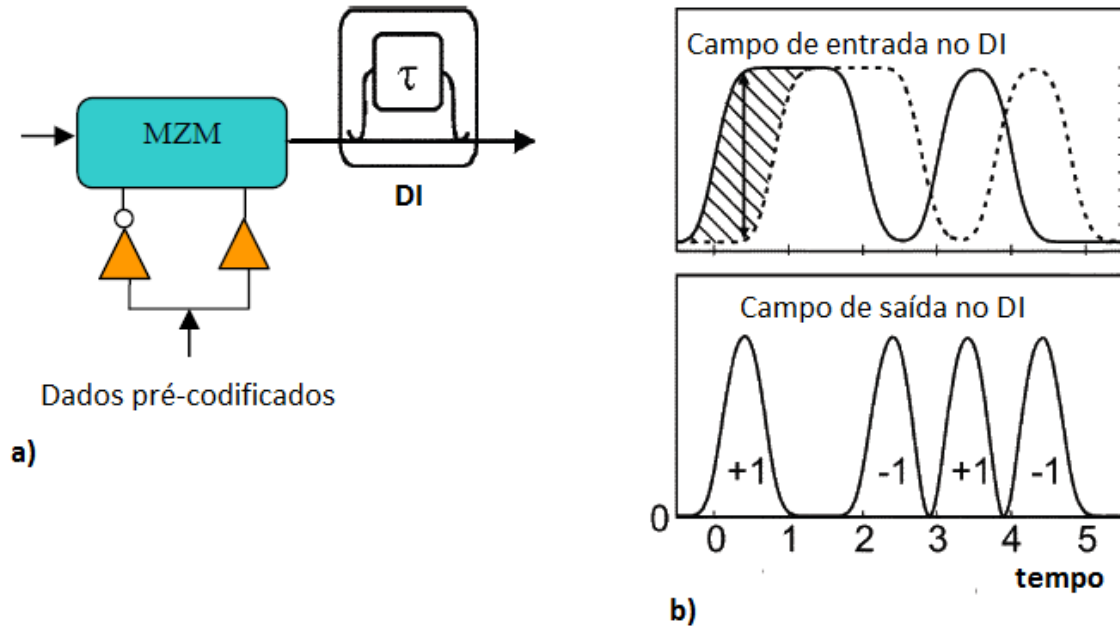 MZM
τ
DI
Dados pré-codificados
a)
Campo de entrada no DI
Campo de saída no DI
+1 -1 +1 -1
0
0 1 2 3 4 5
tempo
b)